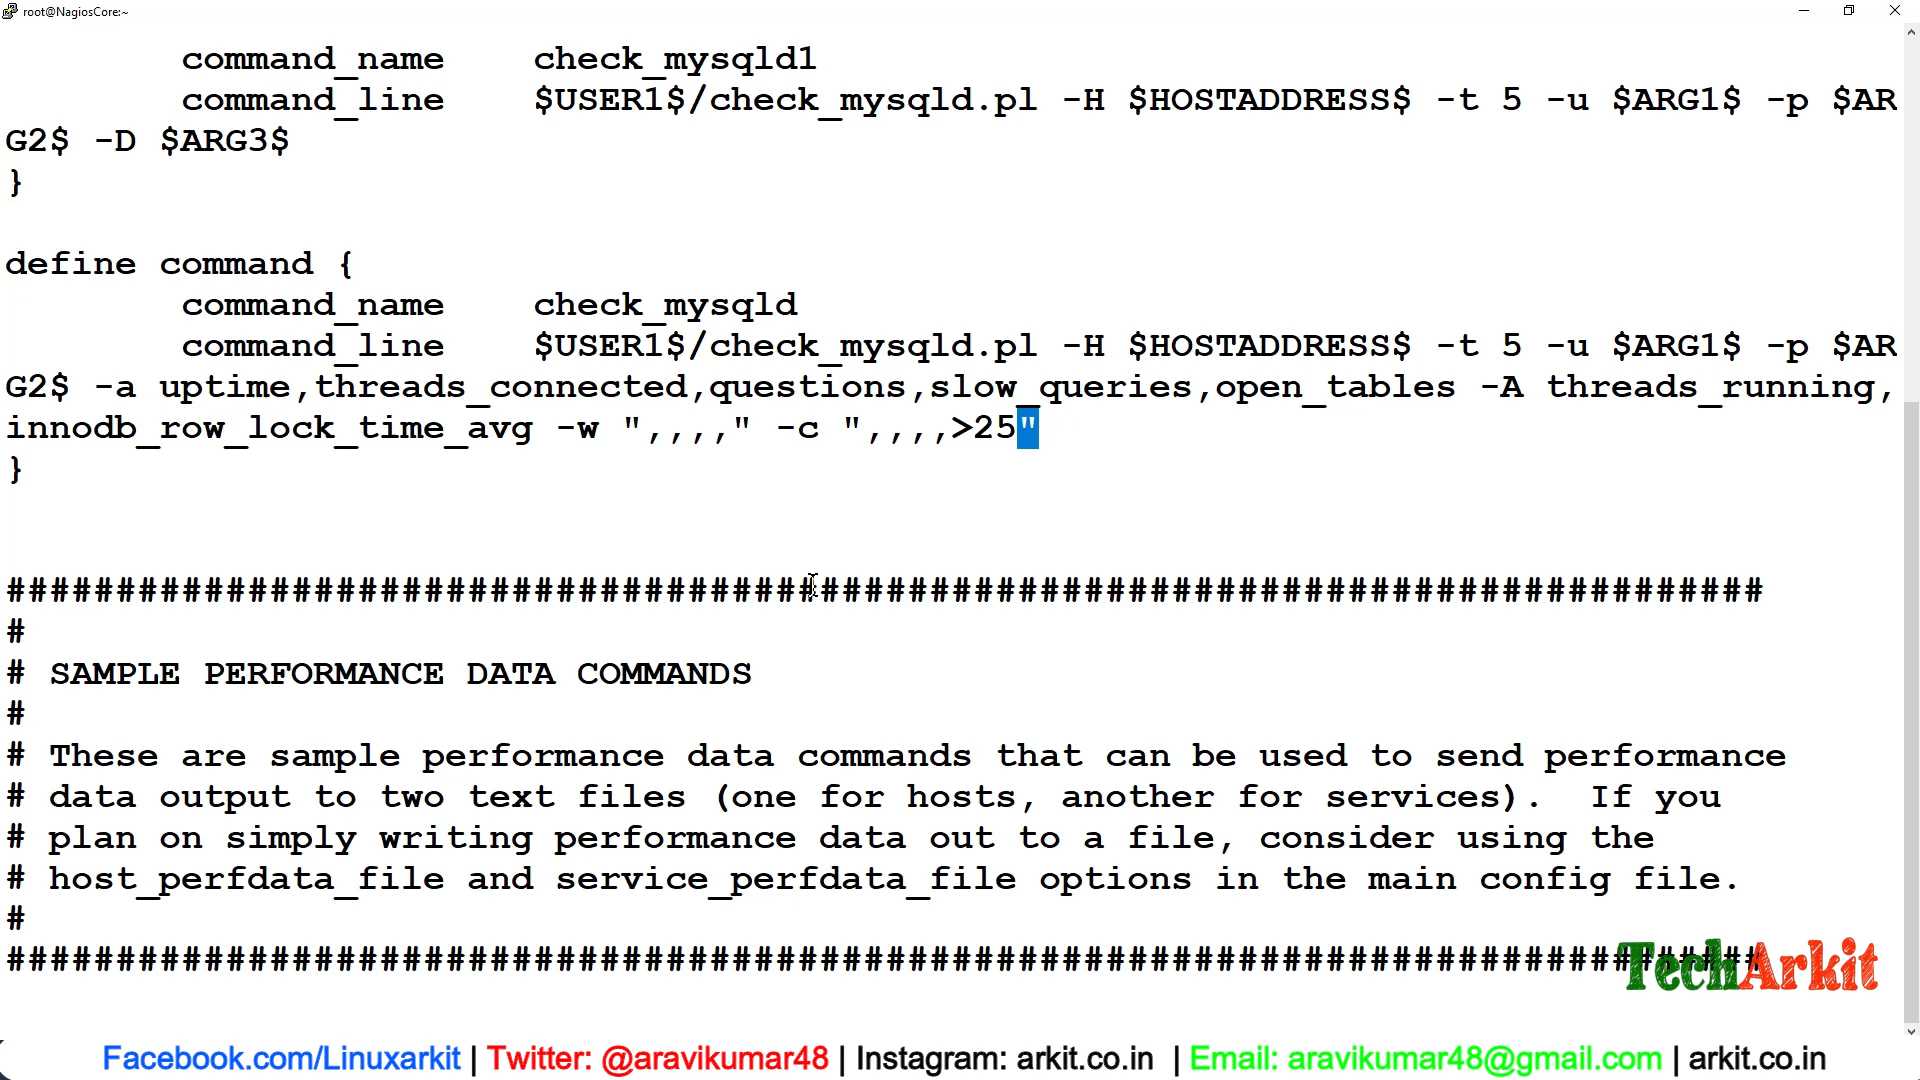 root@NagiosCore:~
command_name    check_mysqld1
command_line    $USER1$/check_mysqld.pl -H $HOSTADDRESS$ -t 5 -u $ARG1$ -p $AR
G2$ -D $ARG3$
}
define command {
command_name    check_mysqld
command_line    $USER1$/check_mysqld.pl -H $HOSTADDRESS$ -t 5 -u $ARG1$ -p $AR
G2$ -a uptime,threads_connected,questions,slow_queries,open_tables -A threads_running,
innodb_row_lock_time_avg -w ",,,," -c ",,,,>25"
}
################################################################################
#
# SAMPLE PERFORMANCE DATA COMMANDS
#
# These are sample performance data commands that can be used to send performance
# data output to two text files (one for hosts, another for services).  If you
# plan on simply writing performance data out to a file, consider using the
# host_perfdata_file and service_perfdata_file options in the main config file.
#
################################################################################
TechArkit
Facebook.com/Linuxarkit | Twitter: @aravikumar48 | Instagram: arkit.co.in | Email: aravikumar48@gmail.com | arkit.co.in